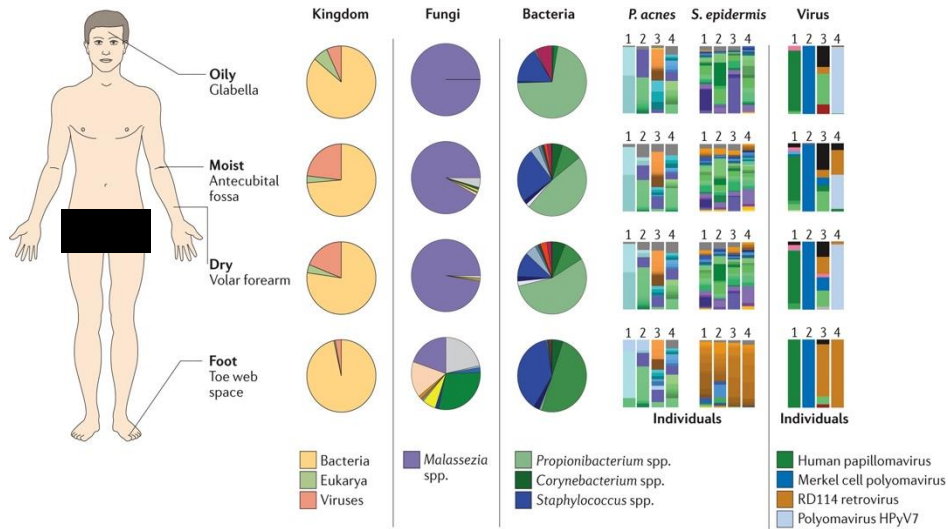 Kingdom
Fungi
Bacteria
P. acnes
S. epidermis
Virus
1 2 3 4
1 2 3 4
1 2 3 4
Oily
Glabella
Moist
Antecubital
fossa
1 2 3 4
1 2 3 4
1 2 3 4
Dry
Volar forearm
1 2 3 4
1 2 3 4
1 2 3 4
Foot
Toe web
space
1 2 3 4
1 2 3 4
1 2 3 4
Individuals
Individuals
Bacteria
Eukarya
Viruses
Malassezia
spp.
Propionibacterium spp.
Corynebacterium spp.
Staphylococcus spp.
Human papillomavirus
Merkel cell polyomavirus
RD114 retrovirus
Polyomavirus HPyV7